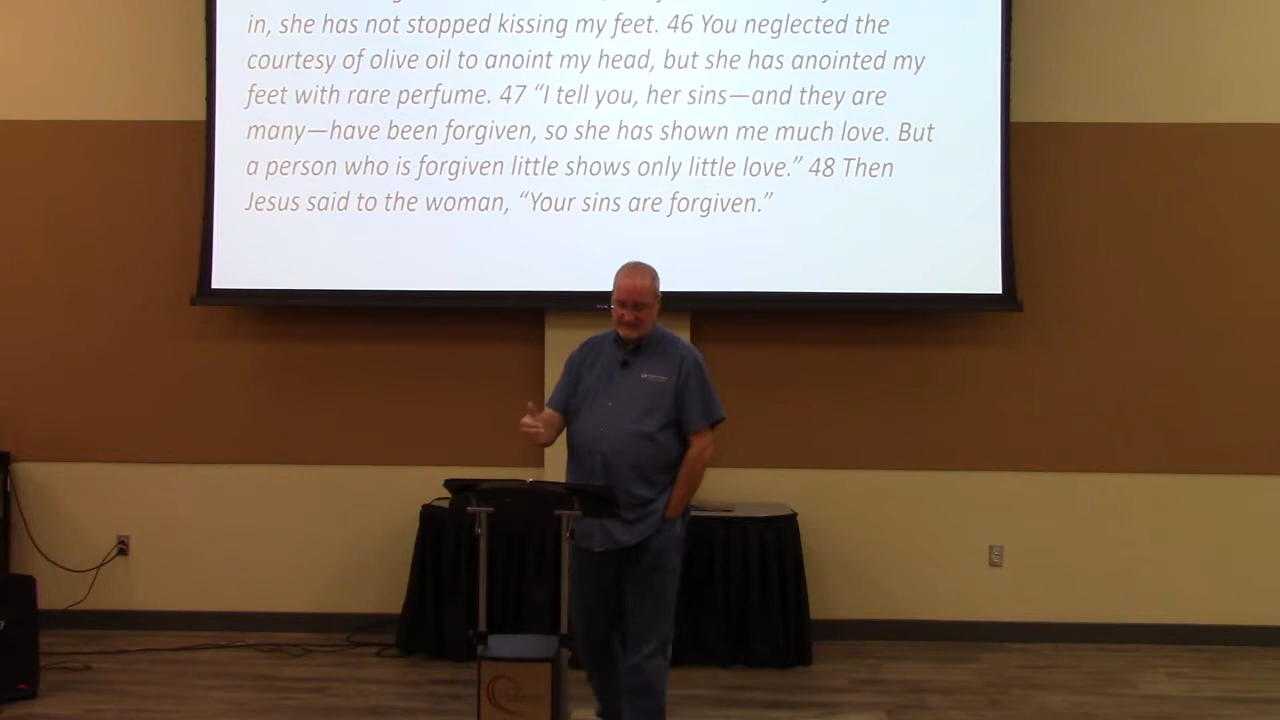 in, she has not stopped kissing my feet. 46 You neglected the
courtesy of olive oil to anoint my head, but she has anointed my
feet with rare perfume. 47 “I tell you, her sins—and they are
many—have been forgiven, so she has shown me much love. But
a person who is forgiven little shows only little love.” 48 Then
Jesus said to the woman, “Your sins are forgiven.”